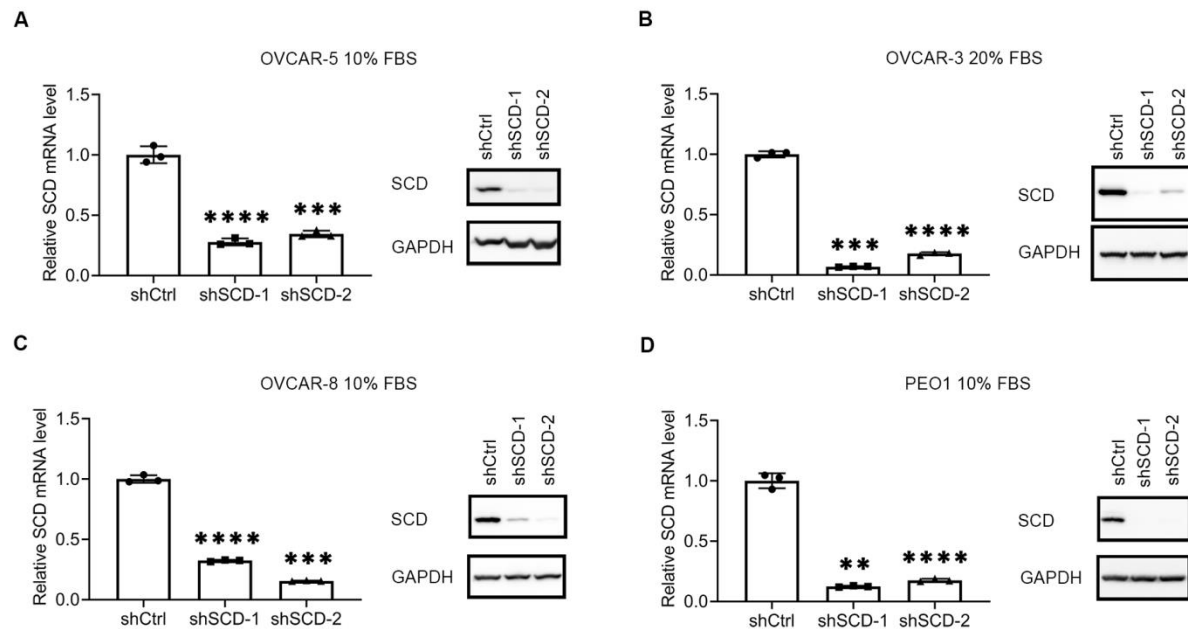 A
OVCAR-5 10% FBS
Relative SCD mRNA level
1.5
1.0
0.5
0.0
**** ***
shCtrl shSCD-1 shSCD-2
shCtrl
shSCD-1
shSCD-2
SCD
GAPDH
B
OVCAR-3 20% FBS
Relative SCD mRNA level
1.5
1.0
0.5
0.0
*** ****
shCtrl shSCD-1 shSCD-2
shCtrl
shSCD-1
shSCD-2
SCD
GAPDH
C
OVCAR-8 10% FBS
Relative SCD mRNA level
1.5
1.0
0.5
0.0
**** ***
shCtrl shSCD-1 shSCD-2
shCtrl
shSCD-1
shSCD-2
SCD
GAPDH
D
PEO1 10% FBS
Relative SCD mRNA level
1.5
1.0
0.5
0.0
** ****
shCtrl shSCD-1 shSCD-2
shCtrl
shSCD-1
shSCD-2
SCD
GAPDH